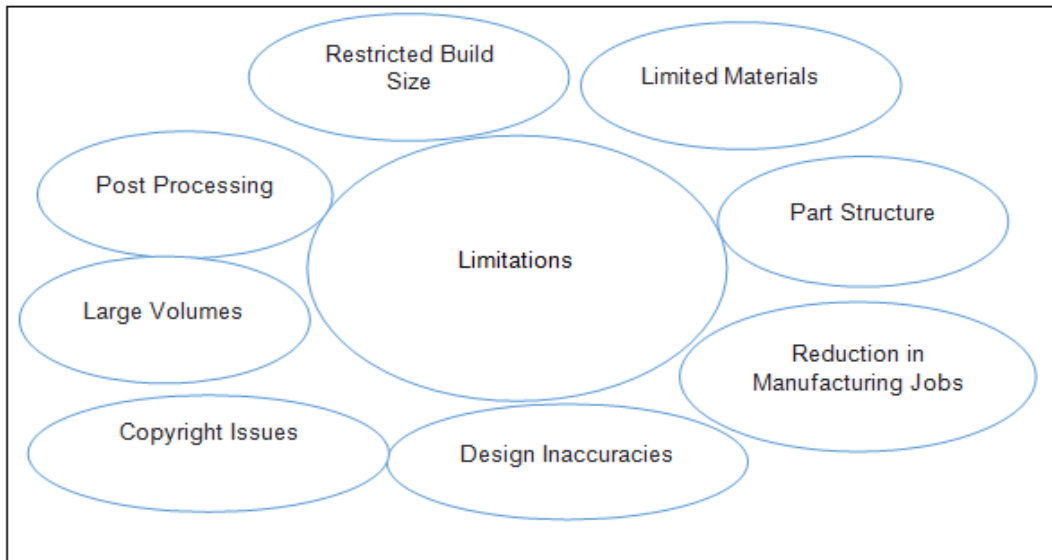 Restricted Build
Size
Limited Materials
Post Processing
Part Structure
Limitations
Large Volumes
Reduction in
Manufacturing Jobs
Copyright Issues
Design Inaccuracies